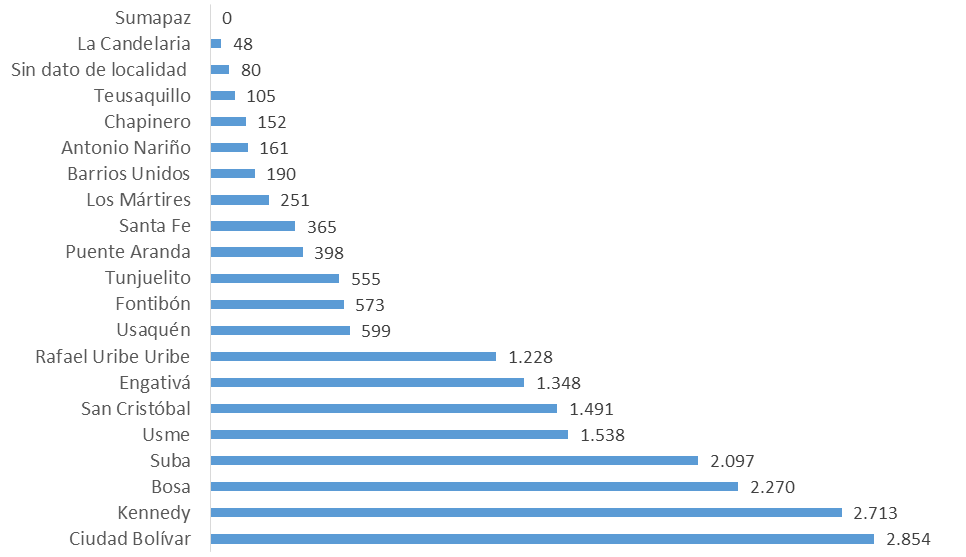 Sumapaz 0
La Candelaria 48
Sin dato de localidad 80
Teusaquillo 105
Chapinero 152
Antonio Nariño 161
Barrios Unidos 190
Los Mártires 251
Santa Fe 365
Puente Aranda 398
Tunjuelito 555
Fontibón 573
Usaquén 599
Rafael Uribe Uribe 1.228
Engativá 1.348
San Cristóbal 1.491
Usme 1.538
Suba 2.097
Bosa 2.270
Kennedy 2.713
Ciudad Bolívar 2.854